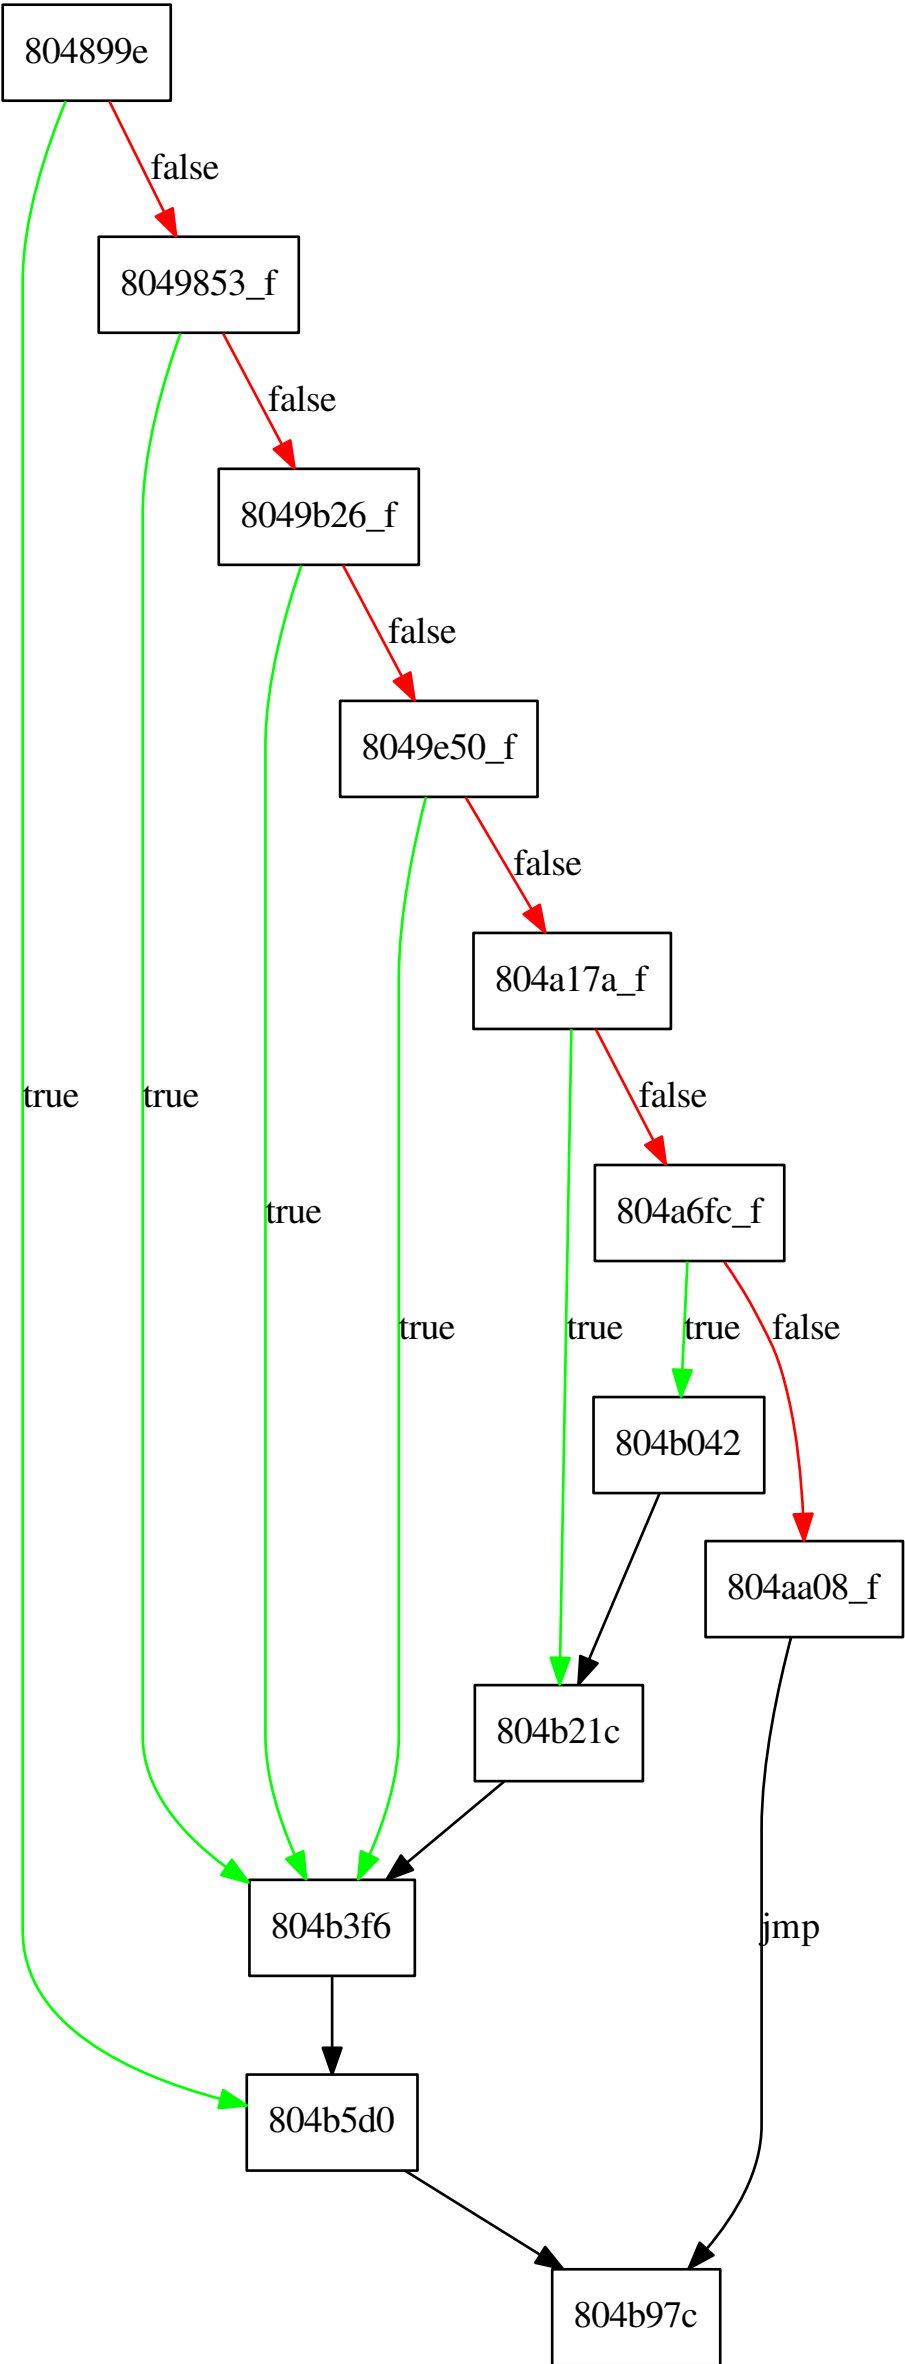 804899e
false
8049853_f
false
8049b26_f
false
8049e50_f
false
804a17a_f
true
true
false
804a6fc_f
true
true
true
true
false
804b042
804aa08_f
804b21c
804b3f6
jmp
804b5d0
804b97c